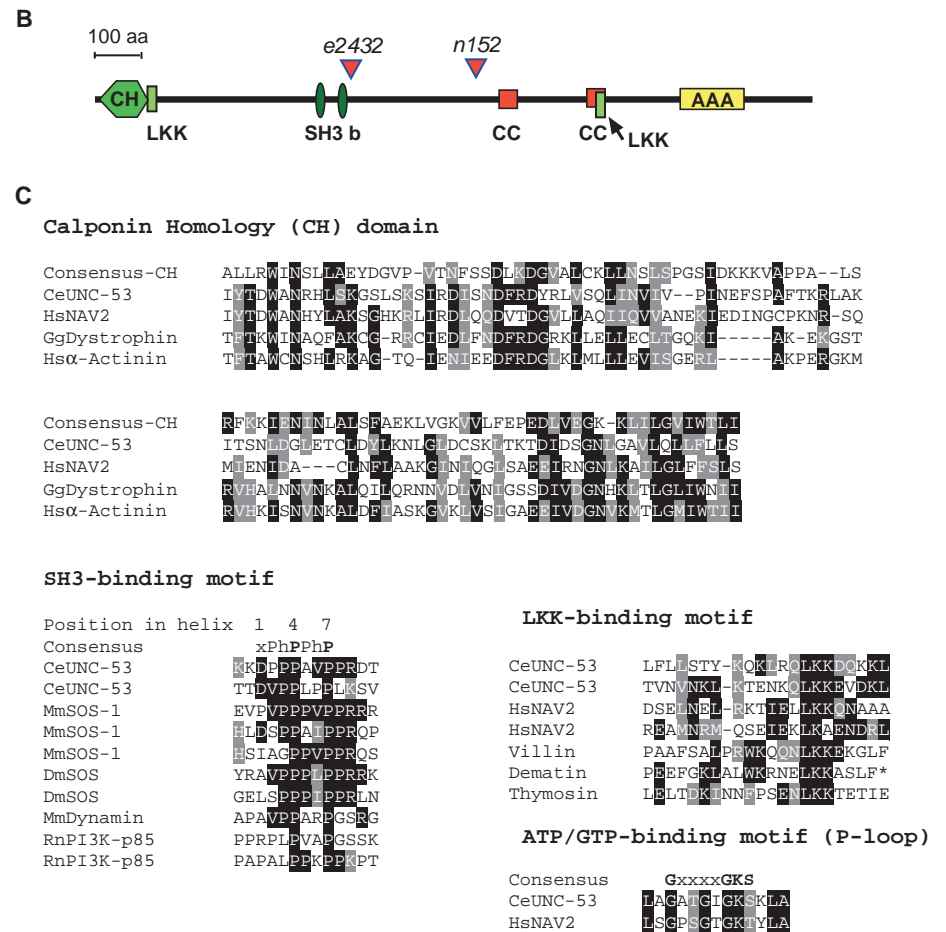 B
100 aa
e2432
n152
CH
AAA
LKK
SH3 b
CC
CC
LKK
C
Calponin Homology (CH) domain
Consensus-CH ALLRWINSLLAEYDGVP-VTNFSSDLKDGVALCKLLNSLSPGSIDKKKVAPPA--LS
CeUNC-53 IYTDWANRHLSKGSLSKSIRDISNDFRDYRLVSQLINVIV--PINEFSPAFTKRLAK
HsNAV2 IYTDWANHYLAKSGHKRLIRDLQQDVTDGVLLAQIIQVVANEKIEDINGCPKNR-SQ
GgDystrophin TFTKWINAQFAKCG-RRCIEDLFNDFRDGRKLLELLECLTGQKI-----AK-EKGST
Hsα-Actinin TFTAWCNSHLRKAG-TQ-IENIEEDFRDGLKLMLLLEVISGERL-----AKPERGKM
Consensus-CH RFKKIENINLALSFAEKLVGKVVLFEPEDLVEGK-KLILGVIWTLI
CeUNC-53 ITSNLDGLETCLDYLKNLGLDCSKLTKTDIDSGNLGAVLQLLFLLS
HsNAV2 MIENIDA---CLNFLAAKGINIQGLSAEEIRNGNLKAILGLFFSLS
GgDystrophin RVHALNNVNKALQILQRNNVDLVNIGSSDIVDGNHKLTLGLIWNII
Hsα-Actinin RVHKISNVNKALDFIASKGVKLVSIGAEEIVDGNVKMTLGMIWTII
SH3-binding motif
Position in helix 1 4 7
Consensus xPhPPhP
CeUNC-53 KKDPPPAVPPRDT
CeUNC-53 TTDVPPLPPLKSV
MmSOS-1 EVPVPPPVPPRRR
MmSOS-1 HLDSPPAIPPRQP
MmSOS-1 HSIAGPPVPPRQS
DmSOS YRAVPPPLPPRRK
DmSOS GELSPPPIPPRLN
MmDynamin APAVPPARPGSRG
RnPI3K-p85 PPRPLPVAPGSSK
RnPI3K-p85 PAPALPPKPPKPT
LKK-binding motif
CeUNC-53 LFLLSTY-KQKLRQLKKDQKKL
CeUNC-53 TVNVNKL-KTENKQLKKEVDKL
HsNAV2 DSELNEL-RKTIELLKKQNAAA
HsNAV2 REAMNRM-QSEIEKLKAENDRL
Villin PAAFSALPRWKQQNLKKEKGLF
Dematin PEEFGKLALWKRNELKKASLF*
Thymosin LELTDKINNFPSENLKKTETIE
ATP/GTP-binding motif (P-loop)
Consensus GxxxxGKS
CeUNC-53 LAGATGIGKSKLA
HsNAV2 LSGPSGTGKTYLA